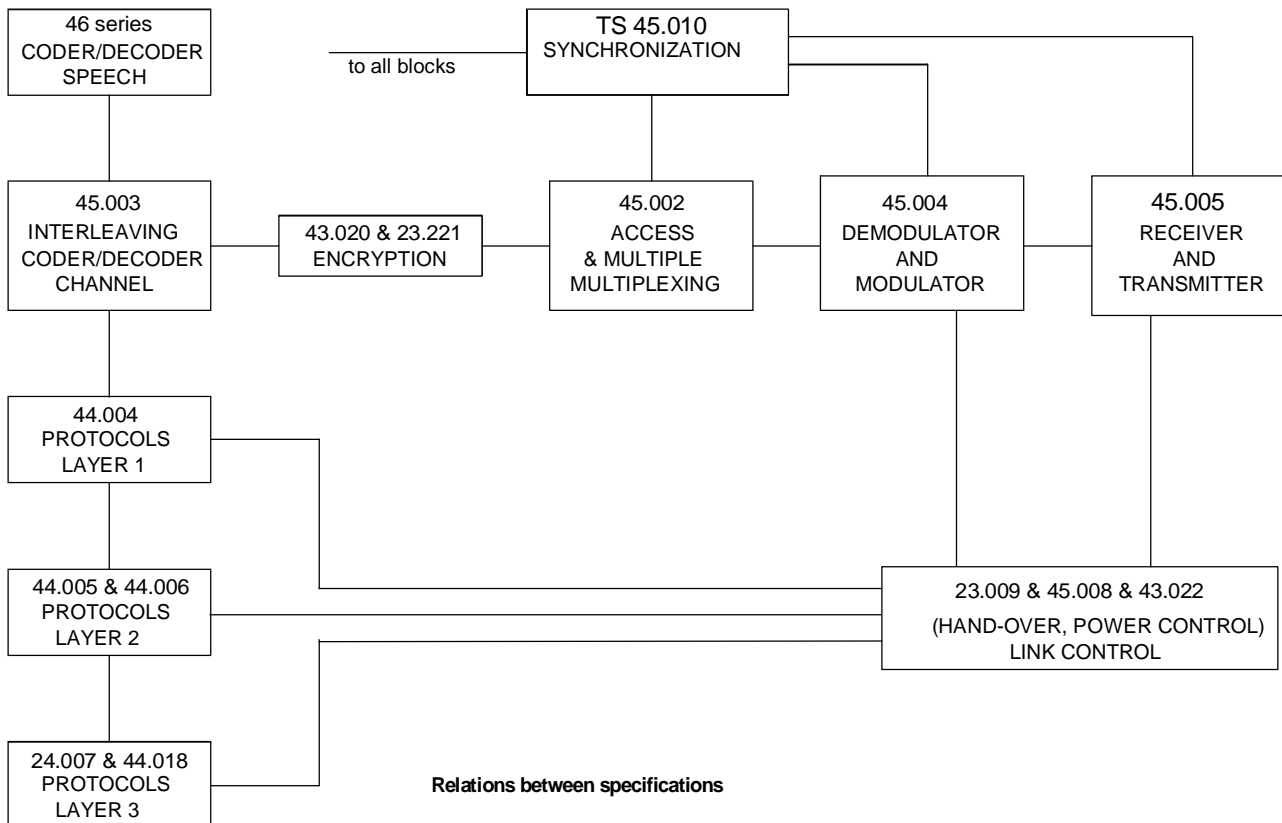 46 series
CODER/DECODER
SPEECH
TS 45.010
SYNCHRONIZATION
to all blocks
45.003
INTERLEAVING
CODER/DECODER
CHANNEL
43.020 & 23.221
ENCRYPTION
45.002
ACCESS
& MULTIPLE
MULTIPLEXING
45.004
DEMODULATOR
AND
MODULATOR
45.005
RECEIVER
AND
TRANSMITTER
44.004
PROTOCOLS
LAYER 1
44.005 & 44.006
PROTOCOLS
LAYER 2
23.009 & 45.008 & 43.022
(HAND-OVER, POWER CONTROL)
LINK CONTROL
24.007 & 44.018
PROTOCOLS
LAYER 3
Relations between specifications